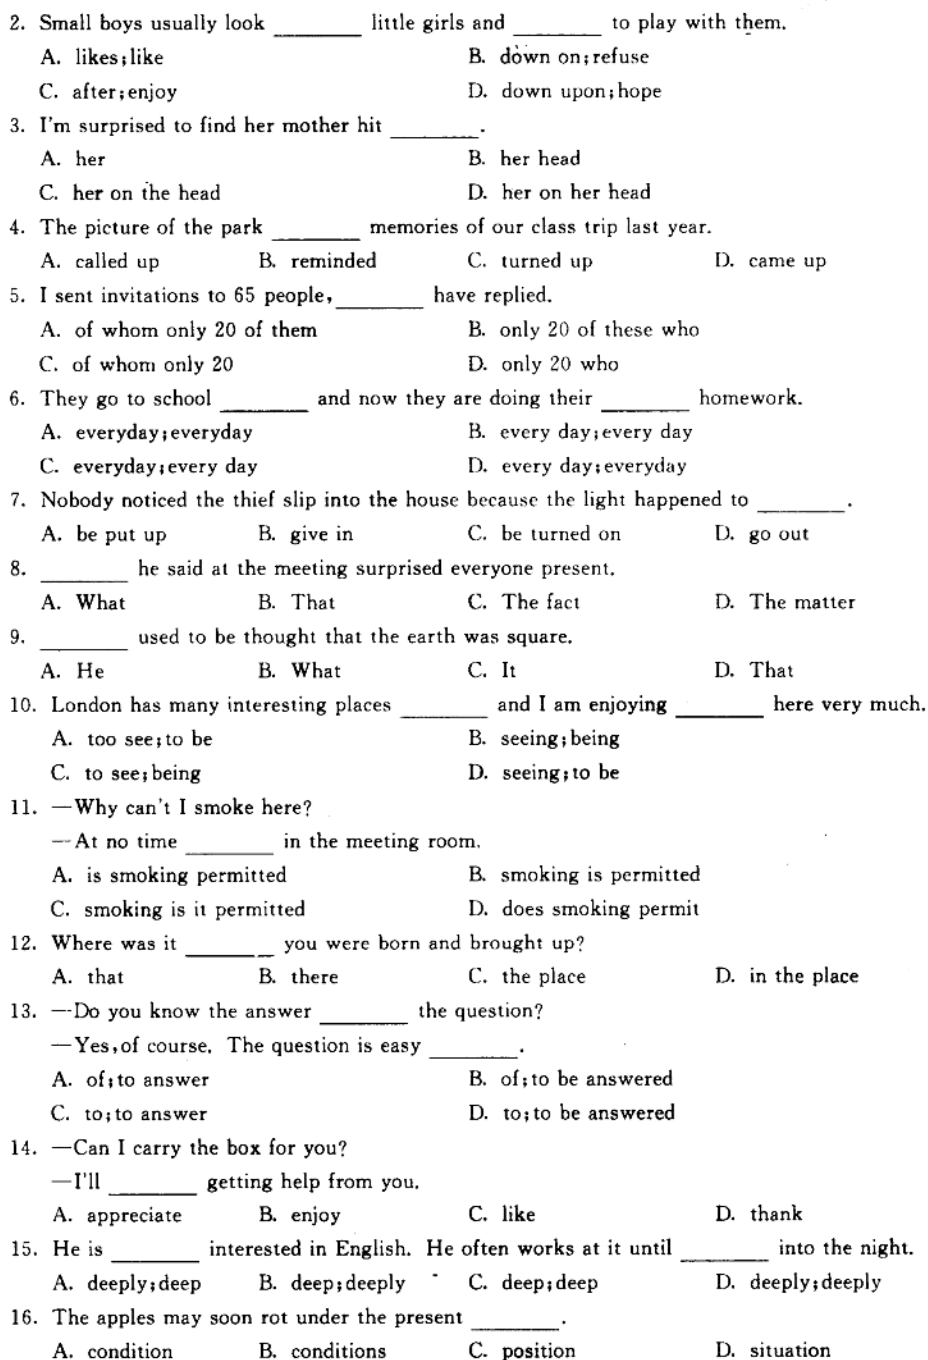 2. Small boys usually look ________ little girls and ________ to play with them.
A. likes;like B. down on;refuse
C. after;enjoy D. down upon;hope
3. I'm surprised to find her mother hit ________.
A. her B. her head
C. her on the head D. her on her head
4. The picture of the park ________ memories of our class trip last year.
A. called up B. reminded C. turned up D. came up
5. I sent invitations to 65 people,________ have replied.
A. of whom only 20 of them B. only 20 of these who
C. of whom only 20 D. only 20 who
6. They go to school ________ and now they are doing their ________ homework.
A. everyday;everyday B. every day;every day
C. everyday;every day D. every day;everyday
7. Nobody noticed the thief slip into the house because the light happened to ________.
A. be put up B. give in C. be turned on D. go out
8. ________ he said at the meeting surprised everyone present.
A. What B. That C. The fact D. The matter
9. ________ used to be thought that the earth was square.
A. He B. What C. It D. That
10. London has many interesting places ________ and I am enjoying ________ here very much.
A. too see;to be B. seeing;being
C. to see;being D. seeing;to be
11. —Why can't I smoke here?
—At no time ________ in the meeting room.
A. is smoking permitted B. smoking is permitted
C. smoking is it permitted D. does smoking permit
12. Where was it ________ you were born and brought up?
A. that B. there C. the place D. in the place
13. —Do you know the answer ________ the question?
—Yes,of course. The question is easy ________.
A. of;to answer B. of;to be answered
C. to;to answer D. to;to be answered
14. —Can I carry the box for you?
—I'll ________ getting help from you.
A. appreciate B. enjoy C. like D. thank
15. He is ________ interested in English. He often works at it until ________ into the night.
A. deeply;deep B. deep;deeply C. deep;deep D. deeply;deeply
16. The apples may soon rot under the present ________.
A. condition B. conditions C. position D. situation